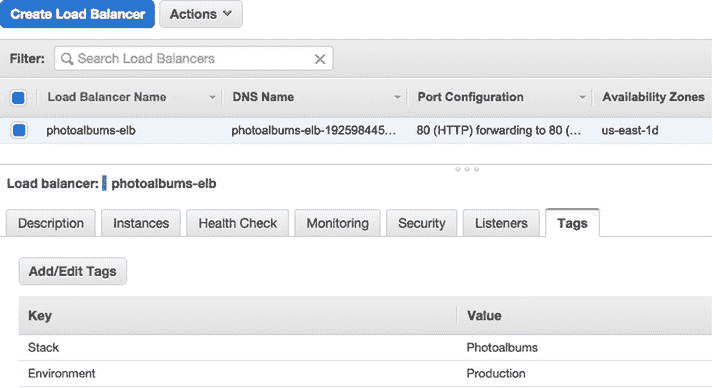 Create Load Balancer Actions
Filter: Search Load Balancers
Load Balancer Name DNS Name Port Configuration Availability Zones
photoalbums-elb photoalbums-elb-192598445... 80 (HTTP) forwarding to 80 (... us-east-1d
Load balancer: photoalbums-elb
Description Instances Health Check Monitoring Security Listeners Tags
Add/Edit Tags
Key Value
Stack Photoalbums
Environment Production